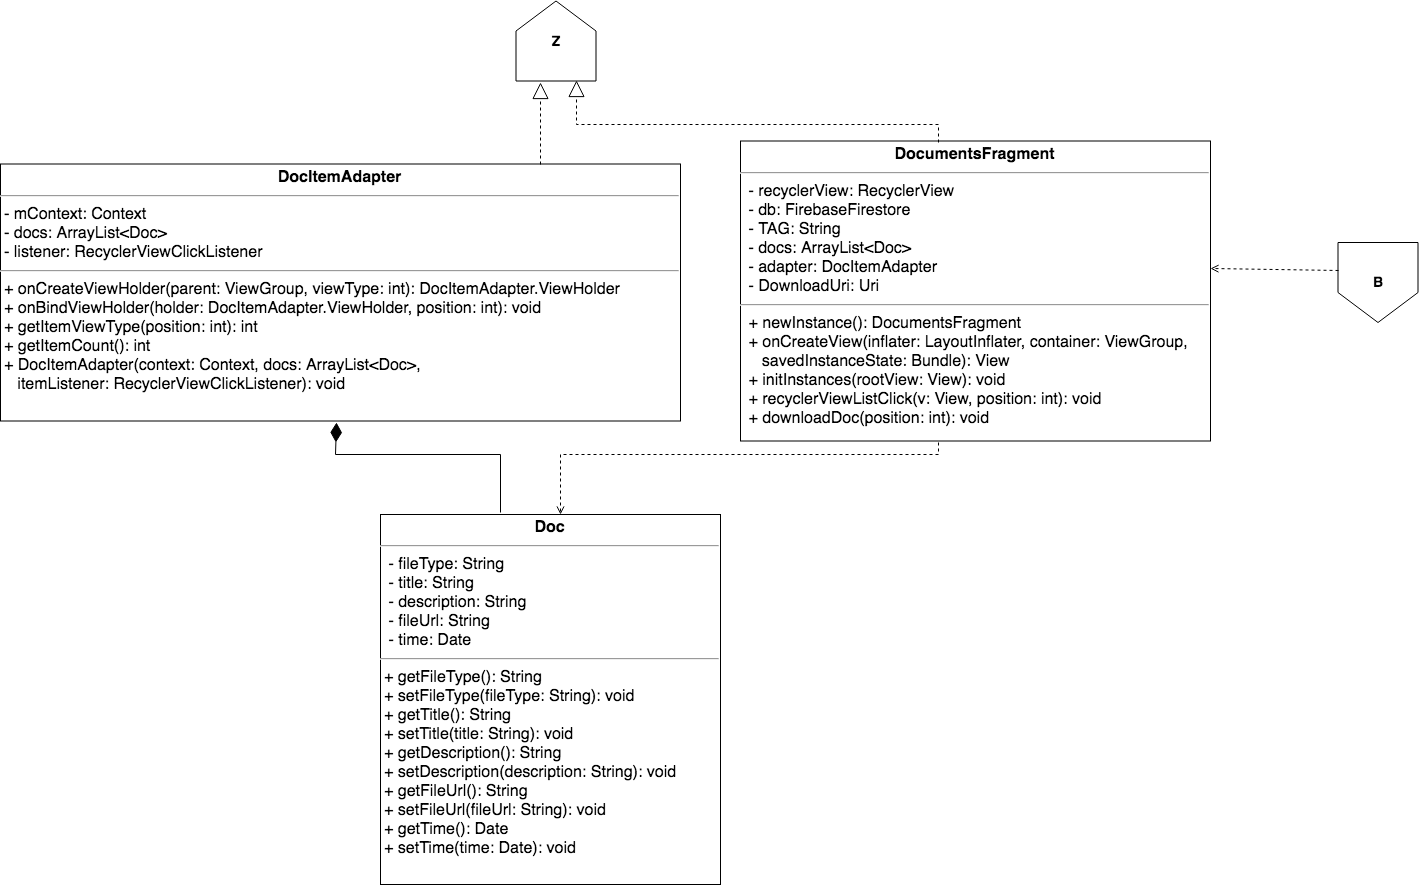 Z
DocItemAdapter
- mContext: Context
- docs: ArrayList<Doc>
- listener: RecyclerViewClickListener
+ onCreateViewHolder(parent: ViewGroup, viewType: int): DocItemAdapter.ViewHolder
+ onBindViewHolder(holder: DocItemAdapter.ViewHolder, position: int): void
+ getItemViewType(position: int): int
+ getItemCount(): int
+ DocItemAdapter(context: Context, docs: ArrayList<Doc>,
itemListener: RecyclerViewClickListener): void
DocumentsFragment
- recyclerView: RecyclerView
- db: FirebaseFirestore
- TAG: String
- docs: ArrayList<Doc>
- adapter: DocItemAdapter
- DownloadUri: Uri
+ newInstance(): DocumentsFragment
+ onCreateView(inflater: LayoutInflater, container: ViewGroup,
savedInstanceState: Bundle): View
+ initInstances(rootView: View): void
+ recyclerViewListClick(v: View, position: int): void
+ downloadDoc(position: int): void
B
Doc
- fileType: String
- title: String
- description: String
- fileUrl: String
- time: Date
+ getFileType(): String
+ setFileType(fileType: String): void
+ getTitle(): String
+ setTitle(title: String): void
+ getDescription(): String
+ setDescription(description: String): void
+ getFileUrl(): String
+ setFileUrl(fileUrl: String): void
+ getTime(): Date
+ setTime(time: Date): void